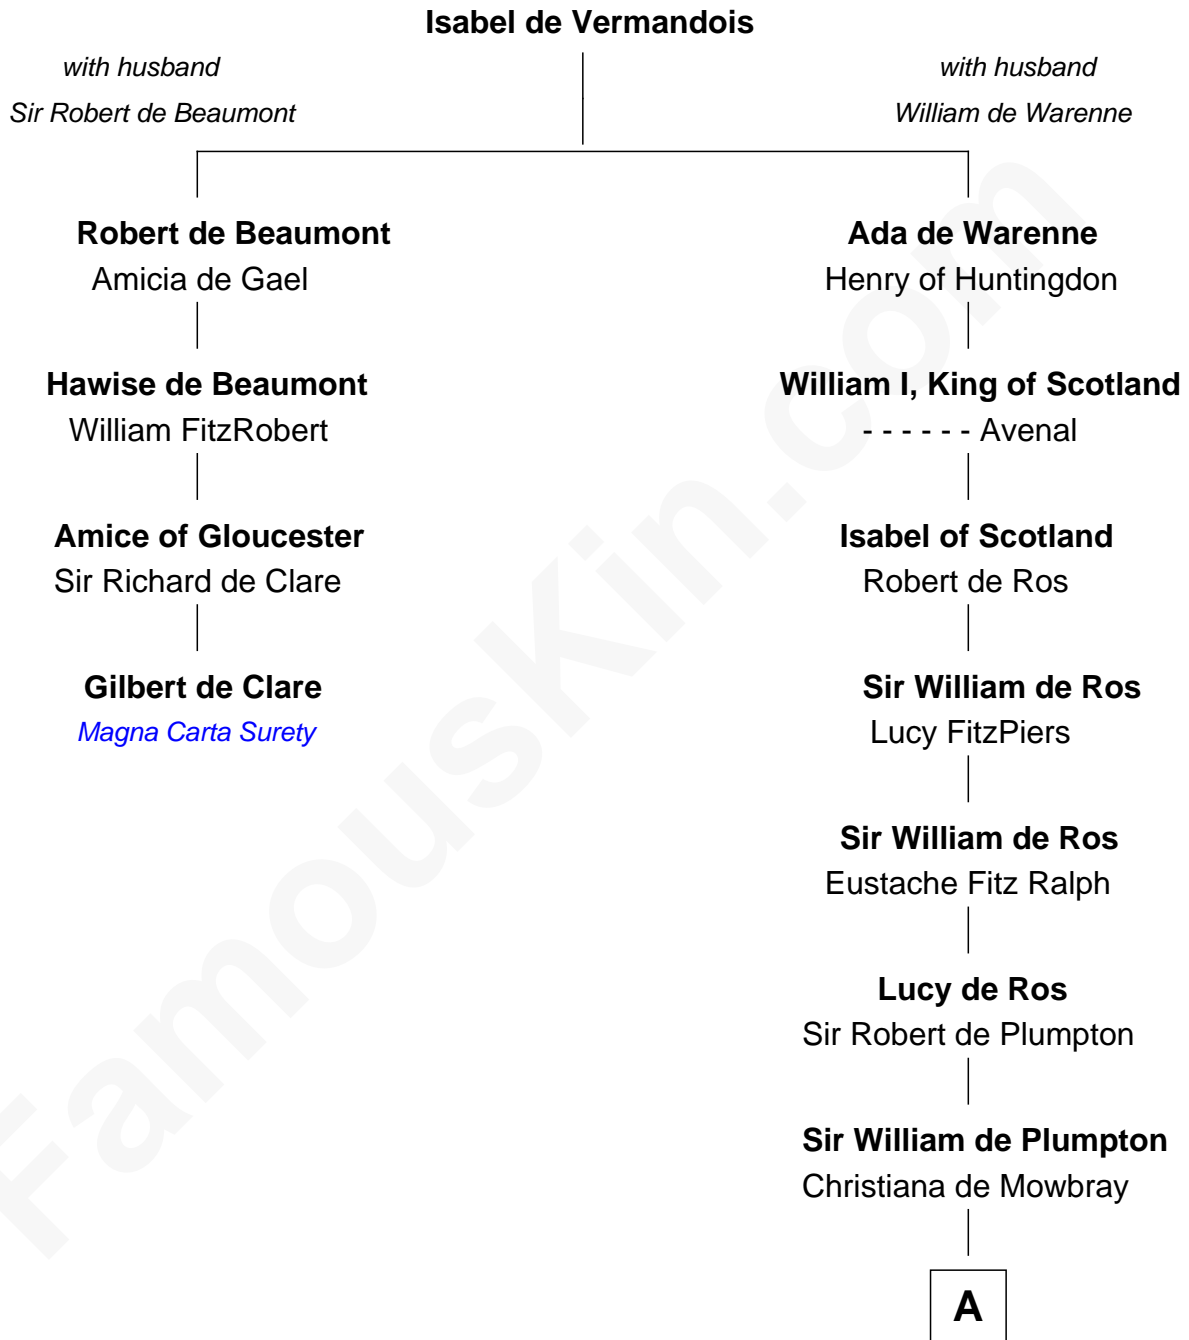 Isabel de Vermandois
with husband
Sir Robert de Beaumont
with husband
William de Warenne
Robert de Beaumont
Amicia de Gael
Hawise de Beaumont
William FitzRobert
Amice of Gloucester
Sir Richard de Clare
Gilbert de Clare
Magna Carta Surety
Ada de Warenne
Henry of Huntingdon
William I, King of Scotland
- - - - - - Avenal
Isabel of Scotland
Robert de Ros
Sir William de Ros
Lucy FitzPiers
Sir William de Ros
Eustache Fitz Ralph
Lucy de Ros
Sir Robert de Plumpton
Sir William de Plumpton
Christiana de Mowbray
A
FamousKin.com